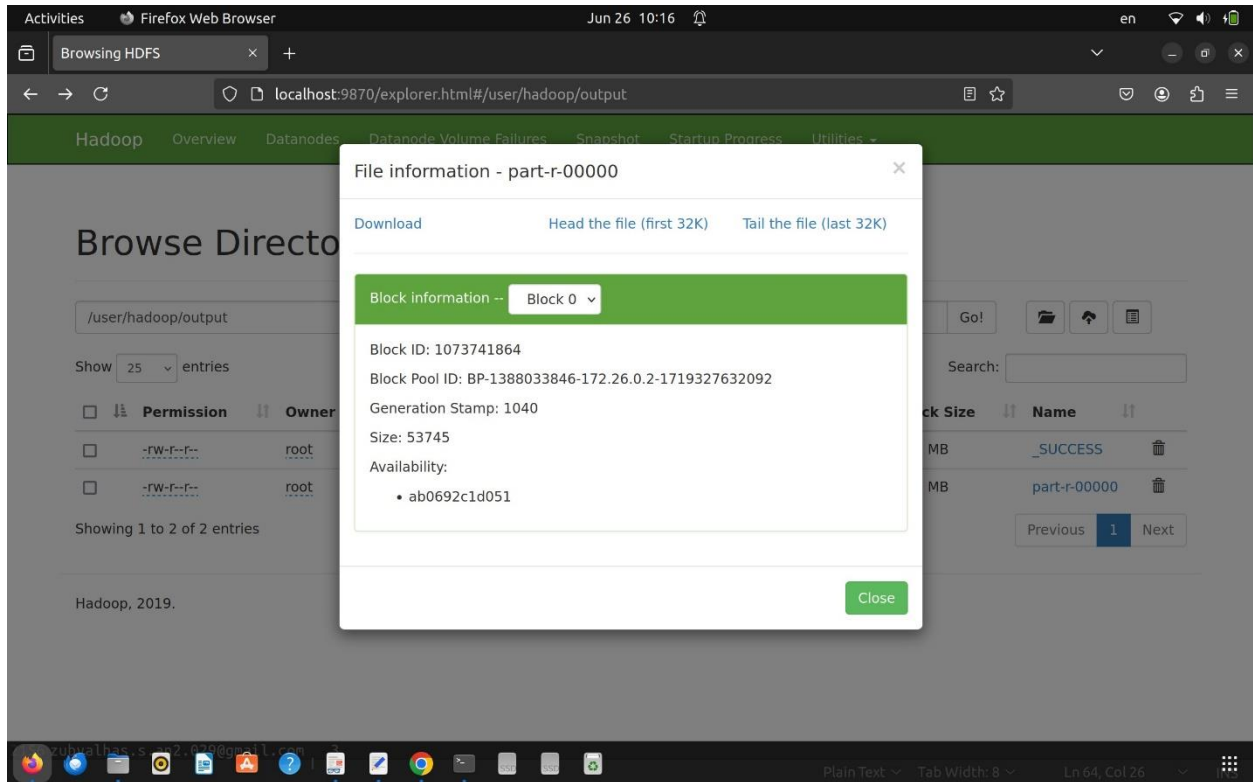 Activities Firefox Web Browser Jun 26 10:16 en
Browsing HDFS × +
localhost:9870/explorer.html#/user/hadoop/output
Hadoop Overview Datanodes Datanode Volume Failures Snapshot Startup Progress Utilities
File information - part-r-00000 ×
Download Head the file (first 32K) Tail the file (last 32K)
Browse Directo
Block information -- Block 0
/user/hadoop/output Go!
Block ID: 1073741864
Show 25 entries Search:
Block Pool ID: BP-1388033846-172.26.0.2-1719327632092
Permission Owner ck Size Name
Generation Stamp: 1040
Size: 53745
-rw-r--r-- root MB _SUCCESS
Availability:
-rw-r--r-- root MB part-r-00000
• ab0692c1d051
Showing 1 to 2 of 2 entries Previous 1 Next
Hadoop, 2019.
Close
Plain Text Tab Width: 8 Ln 64, Col 26 INS